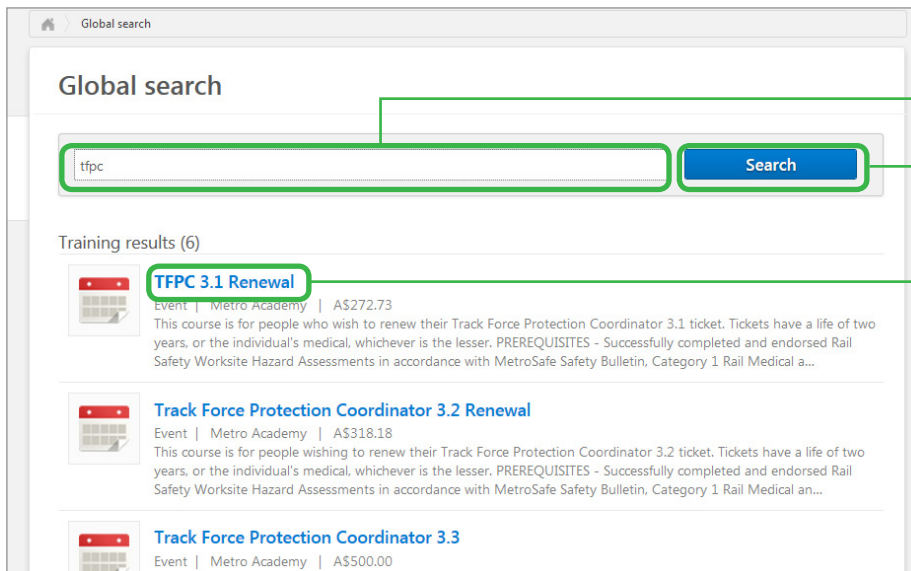 Global search
Global search
tfpc
Search
Training results (6)
TFPC 3.1 Renewal
Event | Metro Academy | A$272.73
This course is for people who wish to renew their Track Force Protection Coordinator 3.1 ticket. Tickets have a life of two
years, or the individual's medical, whichever is the lesser. PREREQUISITES - Successfully completed and endorsed Rail
Safety Worksite Hazard Assessments in accordance with MetroSafe Safety Bulletin, Category 1 Rail Medical a...
Track Force Protection Coordinator 3.2 Renewal
Event | Metro Academy | A$318.18
This course is for people wishing to renew their Track Force Protection Coordinator 3.2 ticket. Tickets have a life of two
years, or the individual's medical, whichever is the lesser. PREREQUISITES - Successfully completed and endorsed Rail
Safety Worksite Hazard Assessments in accordance with MetroSafe Safety Bulletin, Category 1 Rail Medical an...
Track Force Protection Coordinator 3.3
Event | Metro Academy | A$500.00